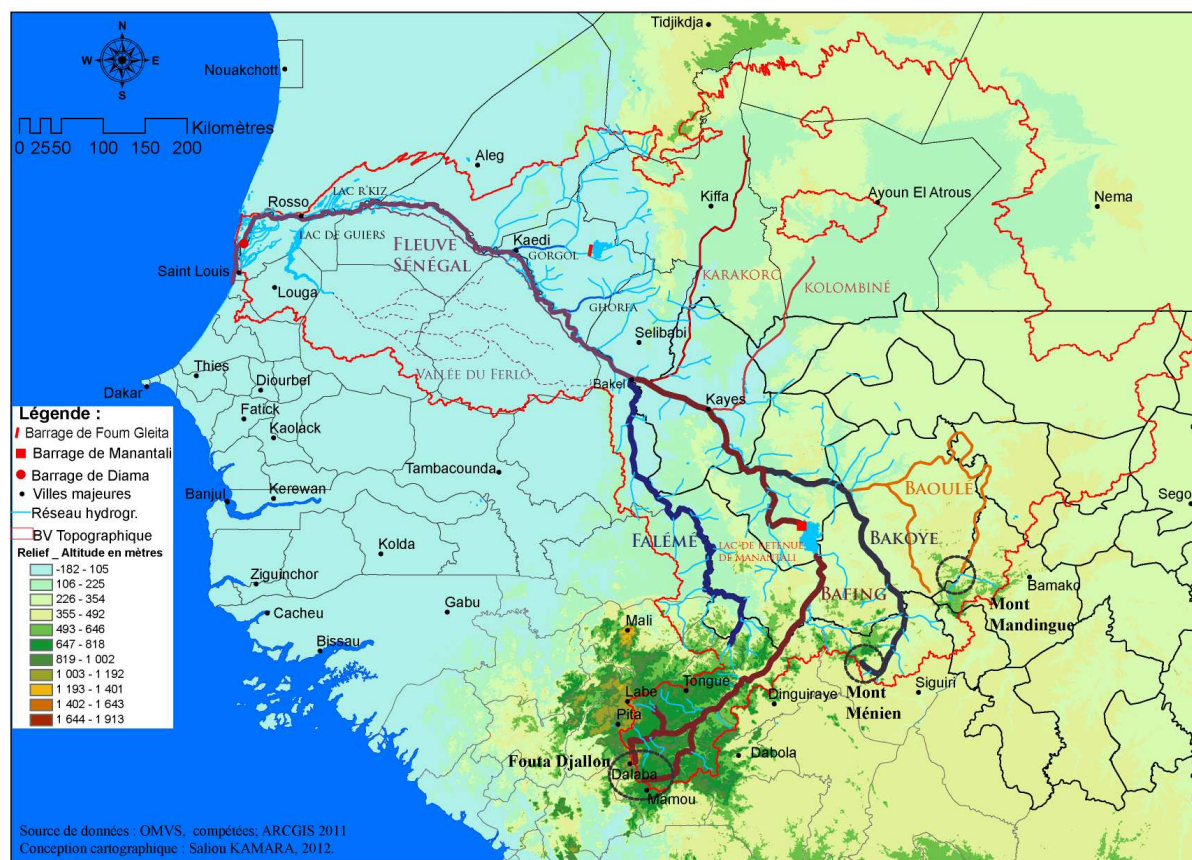 N
W
E
S
Kilomètres
0 25 50 100 150 200
Tidjikdja
Nouakchott
Aleg
Kiffa
Ayoun El Atrous
Nema
Rosso
LAC R'KIZ
LAC DE GUIERS
Kaedi
GORGOL
FLEUVE
SÉNÉGAL
Saint Louis
Louga
GHORFA
KARAKORO
KOLOMBINÉ
Selibabi
VALLÉE DU FERLO
Bakel
Kayes
Thies
Dakar
Diourbel
Fatick
Kaolack
Tambacounda
Banjul
Kerewan
Kolda
Ziguinchor
Cacheu
Gabu
Bissau
BAOULÉ
FALÉMÉ
LAC DE RETENUE
DE MANANTALI
BAKOÏE
BAFING
Segou
Bamako
Mont
Mandingue
Mali
Tongue
Labe
Pita
Dinguiraye
Mont
Ménien
Siguiri
Fouta Djallon
Dalaba
Dabola
Mamou
Légende :
Barrage de Foum Gleita
Barrage de Manantali
Barrage de Diama
Villes majeures
Réseau hydrogr.
BV Topographique
Relief _ Altitude en mètres
-182 - 105
106 - 225
226 - 354
355 - 492
493 - 646
647 - 818
819 - 1 002
1 003 - 1 192
1 193 - 1 401
1 402 - 1 643
1 644 - 1 913
Source de données : OMVS, compétées; ARCGIS 2011
Conception cartographique : Saliou KAMARA, 2012.